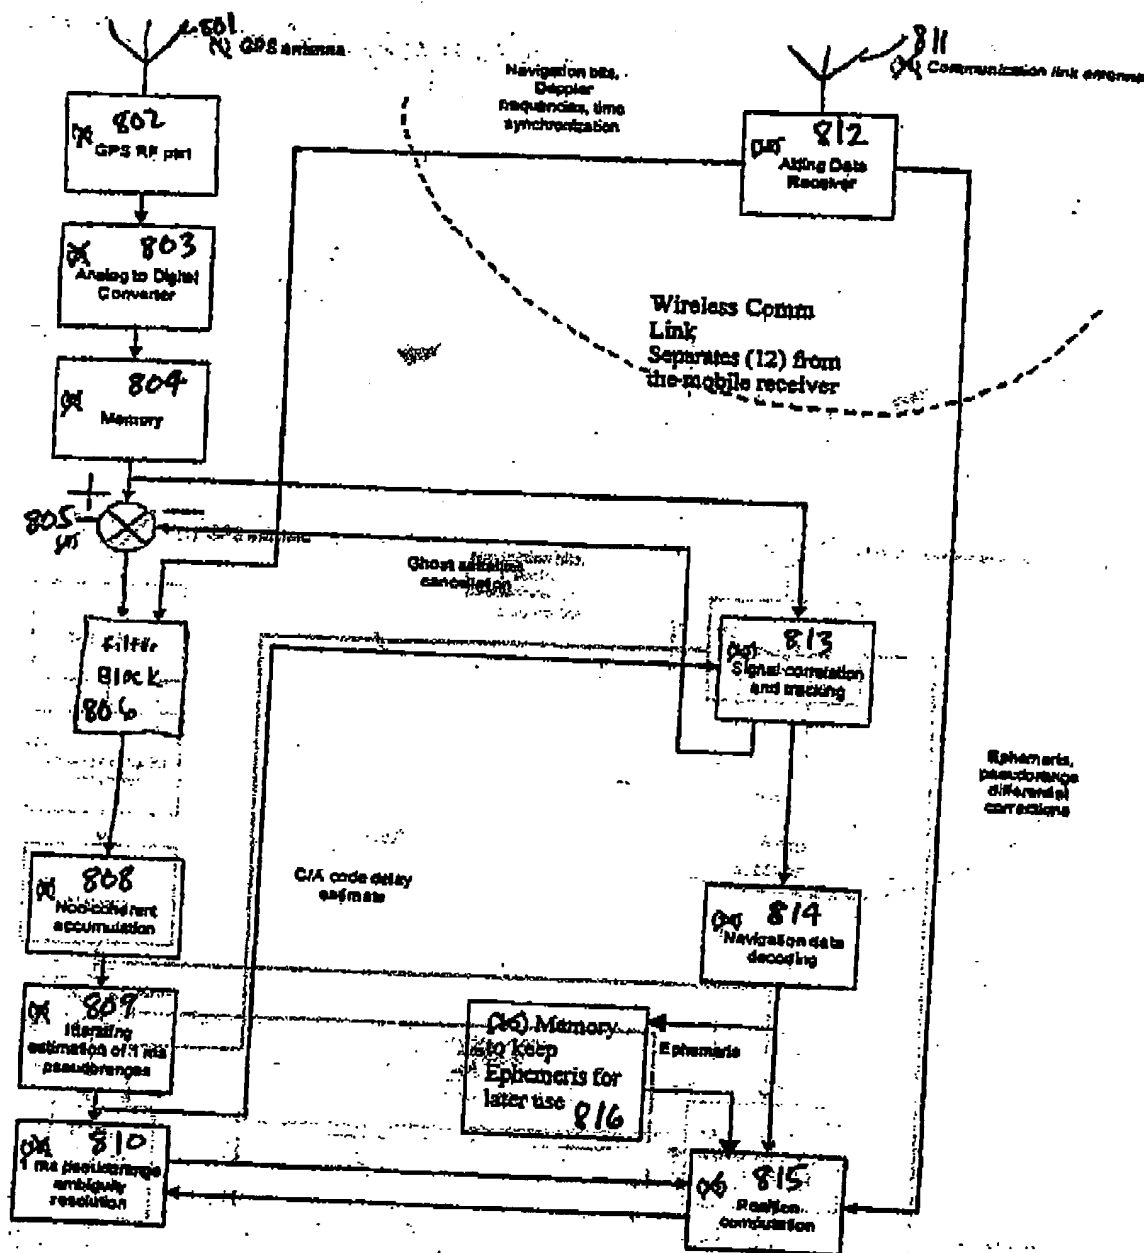 801
GPS antenna
811
Communication link antenna
Navigation bits,
Doppler
frequencies, time
synchronization
802
GPS RF part
812
Aiding Data
Receiver
803
Analog to Digital
Converter
Wireless Comm
Link
Separates (12) from
the mobile receiver
804
Memory
+
805
Ghost satellites
cancellation
Filter
Block
806
813
Signal correlation
and tracking
Ephemeris,
pseudorange
differential
corrections
C/A code delay
estimate
808
Non-coherent
accumulation
814
Navigation data
decoding
809
Iterating
estimation of 1 ms
pseudoranges
(16) Memory
to keep
Ephemeris for
later use
816
Ephemeris
810
1 ms pseudorange
ambiguity
resolution
815
Position
computation